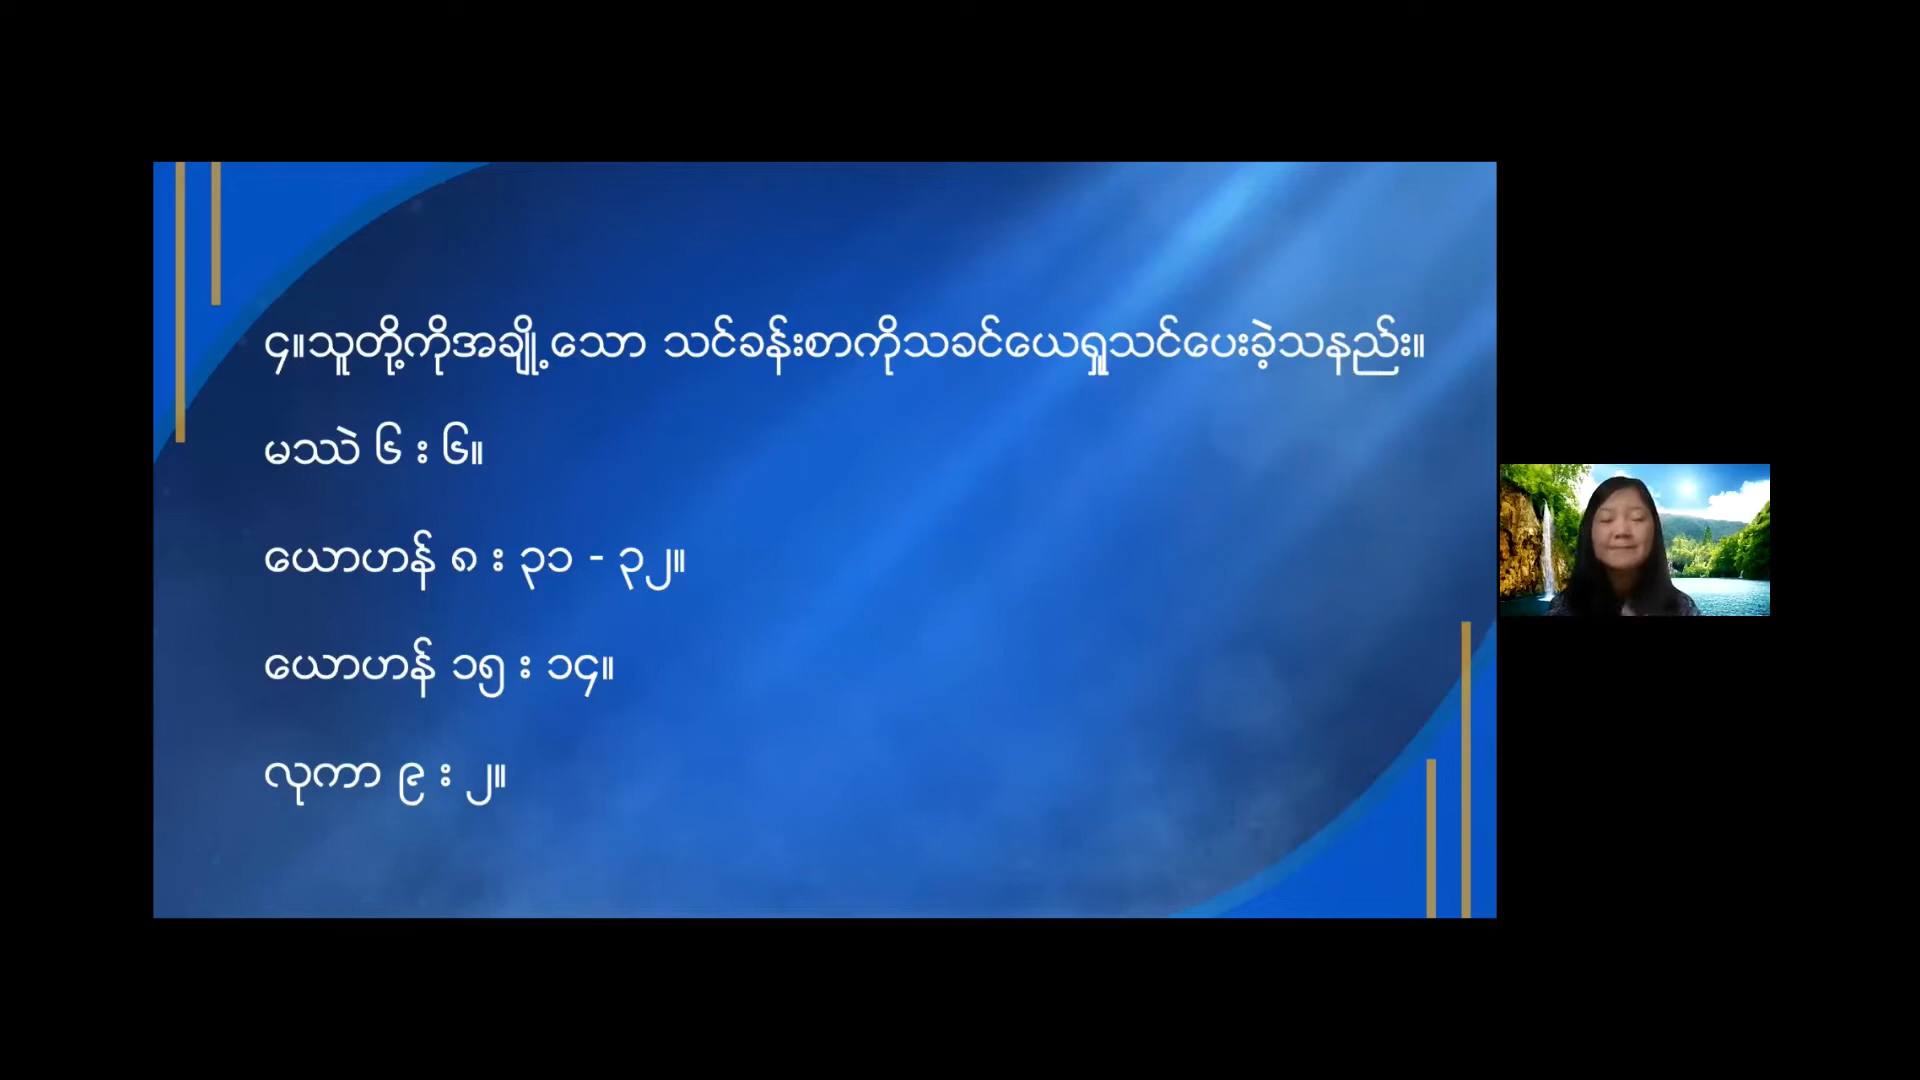 ၄။သူတို့ကိုအချို့သော သင်ခန်းစာကိုသခင်ယေရှုသင်ပေးခဲ့သနည်း။
မဿဲ ၆ : ၆။
ယောဟန် ၈ : ၃၁ - ၃၂။
ယောဟန် ၁၅ : ၁၄။
လုကာ ၉ : ၂။